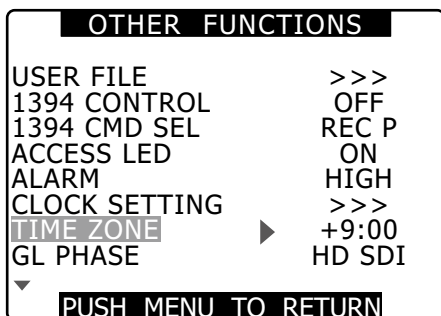 OTHER FUNCTIONS
USER FILE >>>
1394 CONTROL OFF
1394 CMD SEL REC P
ACCESS LED ON
ALARM HIGH
CLOCK SETTING >>>
TIME ZONE +9:00
GL PHASE HD SDI
PUSH MENU TO RETURN